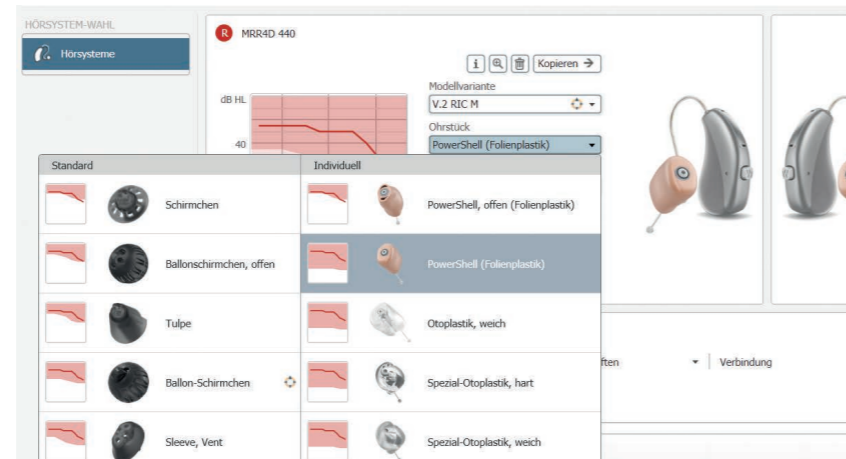 HÖRSYSTEM-WAHL
Hörsysteme
R MRR4D 440
i Kopieren →
Modellvariante
V.2 RIC M
Ohrstück
PowerShell (Folienplastik)
dB HL
40
Standard
Individuell
Schirmchen
PowerShell, offen (Folienplastik)
Ballonschirmchen, offen
PowerShell (Folienplastik)
Tulpe
Otoplastik, weich
Ballon-Schirmchen
Spezial-Otoplastik, hart
Sleeve, Vent
Spezial-Otoplastik, weich
ften
Verbindung